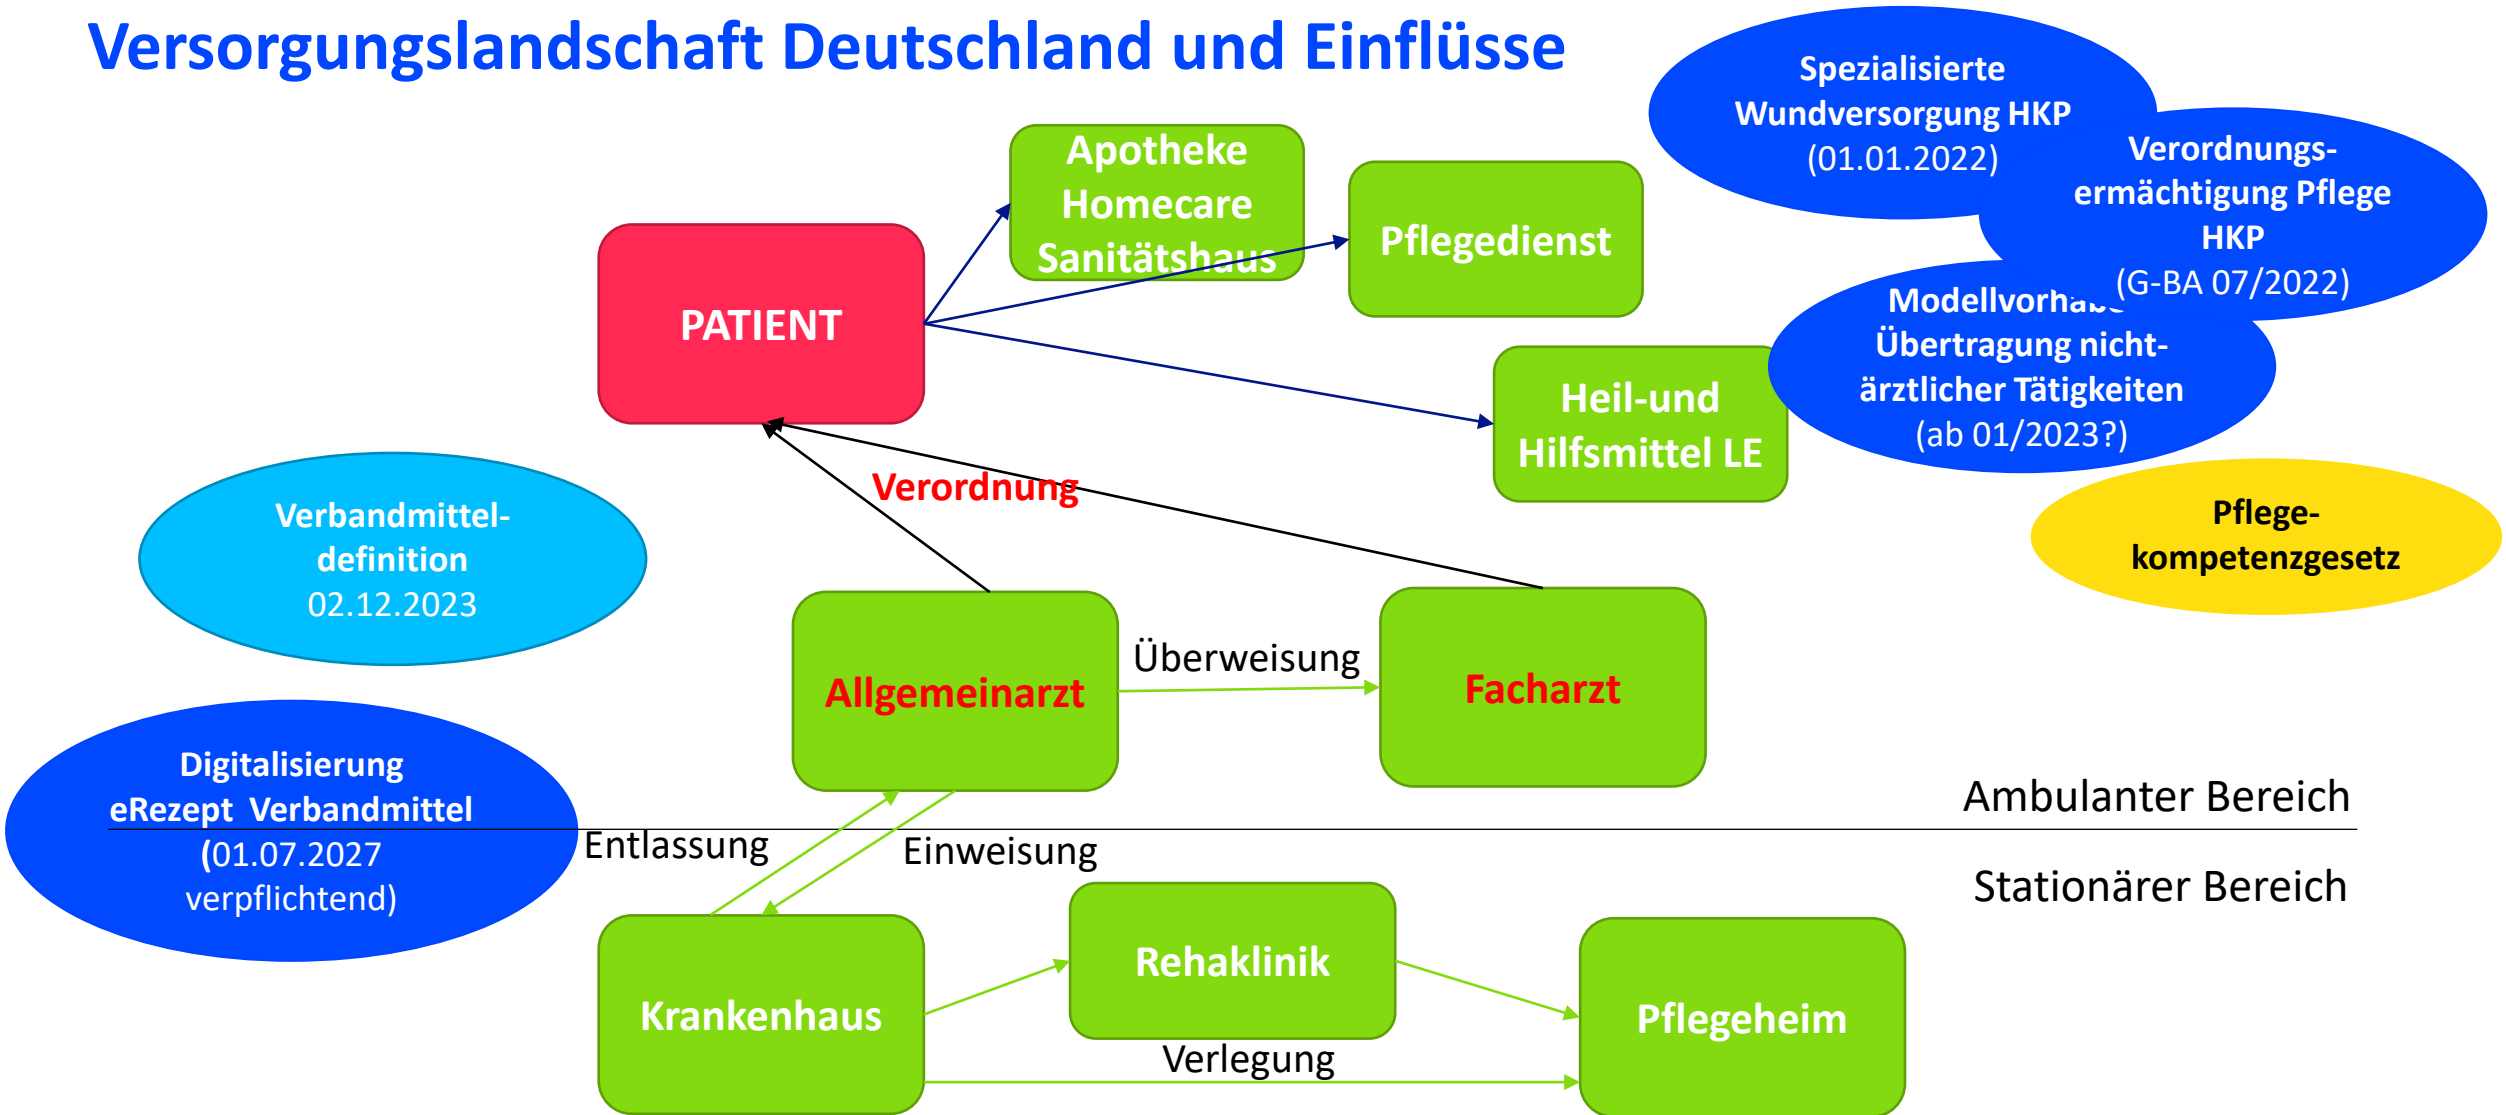 Versorgungslandschaft Deutschland und Einflüsse
Spezialisierte
Wundversorgung HKP
(01.01.2022)
Verordnungs-
ermächtigung Pflege
HKP
(G-BA 07/2022)
Apotheke
Homecare
Sanitätshaus
Pflegedienst
PATIENT
Übertragung nicht-
ärztlicher Tätigkeiten
(ab 01/2023?)
Heil-und
Hilfsmittel LE
Verordnung
Pflege-
kompetenzgesetz
Verbandmittel-
definition
02.12.2023
Allgemeinarzt
Überweisung
Facharzt
Digitalisierung
eRezept  Verbandmittel
(01.07.2027
verpflichtend)
Ambulanter Bereich
Entlassung
Einweisung
Stationärer Bereich
Krankenhaus
Rehaklinik
Pflegeheim
Verlegung